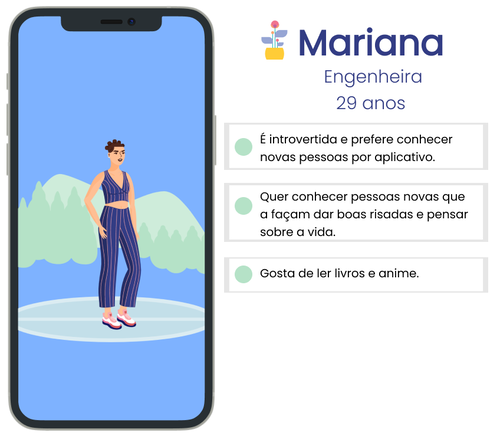 Mariana
Engenheira
29 anos
É introvertida e prefere conhecer
novas pessoas por aplicativo.
Quer conhecer pessoas novas que
a façam dar boas risadas e pensar
sobre a vida.
Gosta de ler livros e anime.